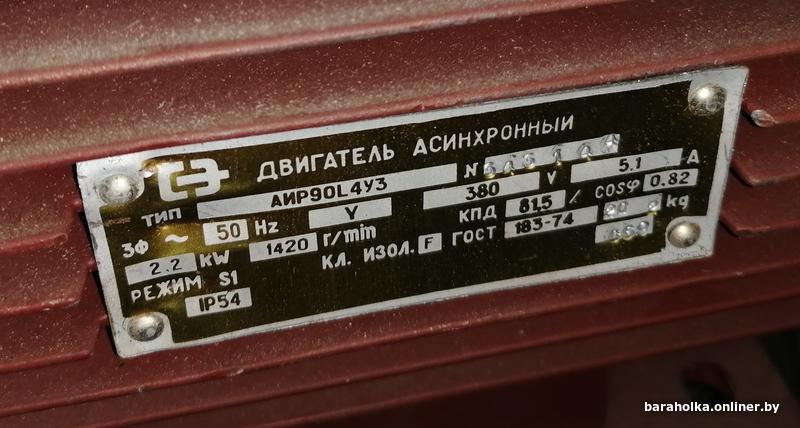 ДВИГАТЕЛЬ АСИНХРОННЫЙ
ТИП АИР90L4У3 N
3Ф ~ 50 Hz Y 380 V 5.1 A
2.2 KW 1420 r/min КПД 81.5 % COSφ 0.82
РЕЖИМ S1 КЛ. ИЗОЛ. F ГОСТ 183-74 kg
IP54
baraholka.onliner.by